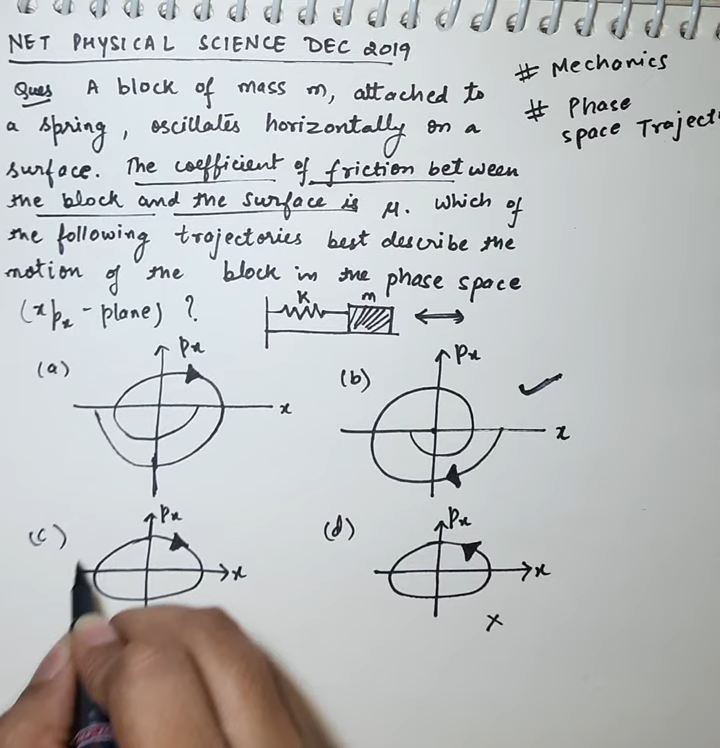 NET PHYSICAL SCIENCE DEC 2019
# Mechanics
# Phase
space Traject
Ques A block of mass m, attached to
a spring, oscillates horizontally on a
surface. The coefficient of friction between
the block and the surface is μ. Which of
the following trajectories best describe the
motion of the block in the phase space
(xpx - plane) ?
K m
(a) px x
(b) px x
(c) px x
(d) px x